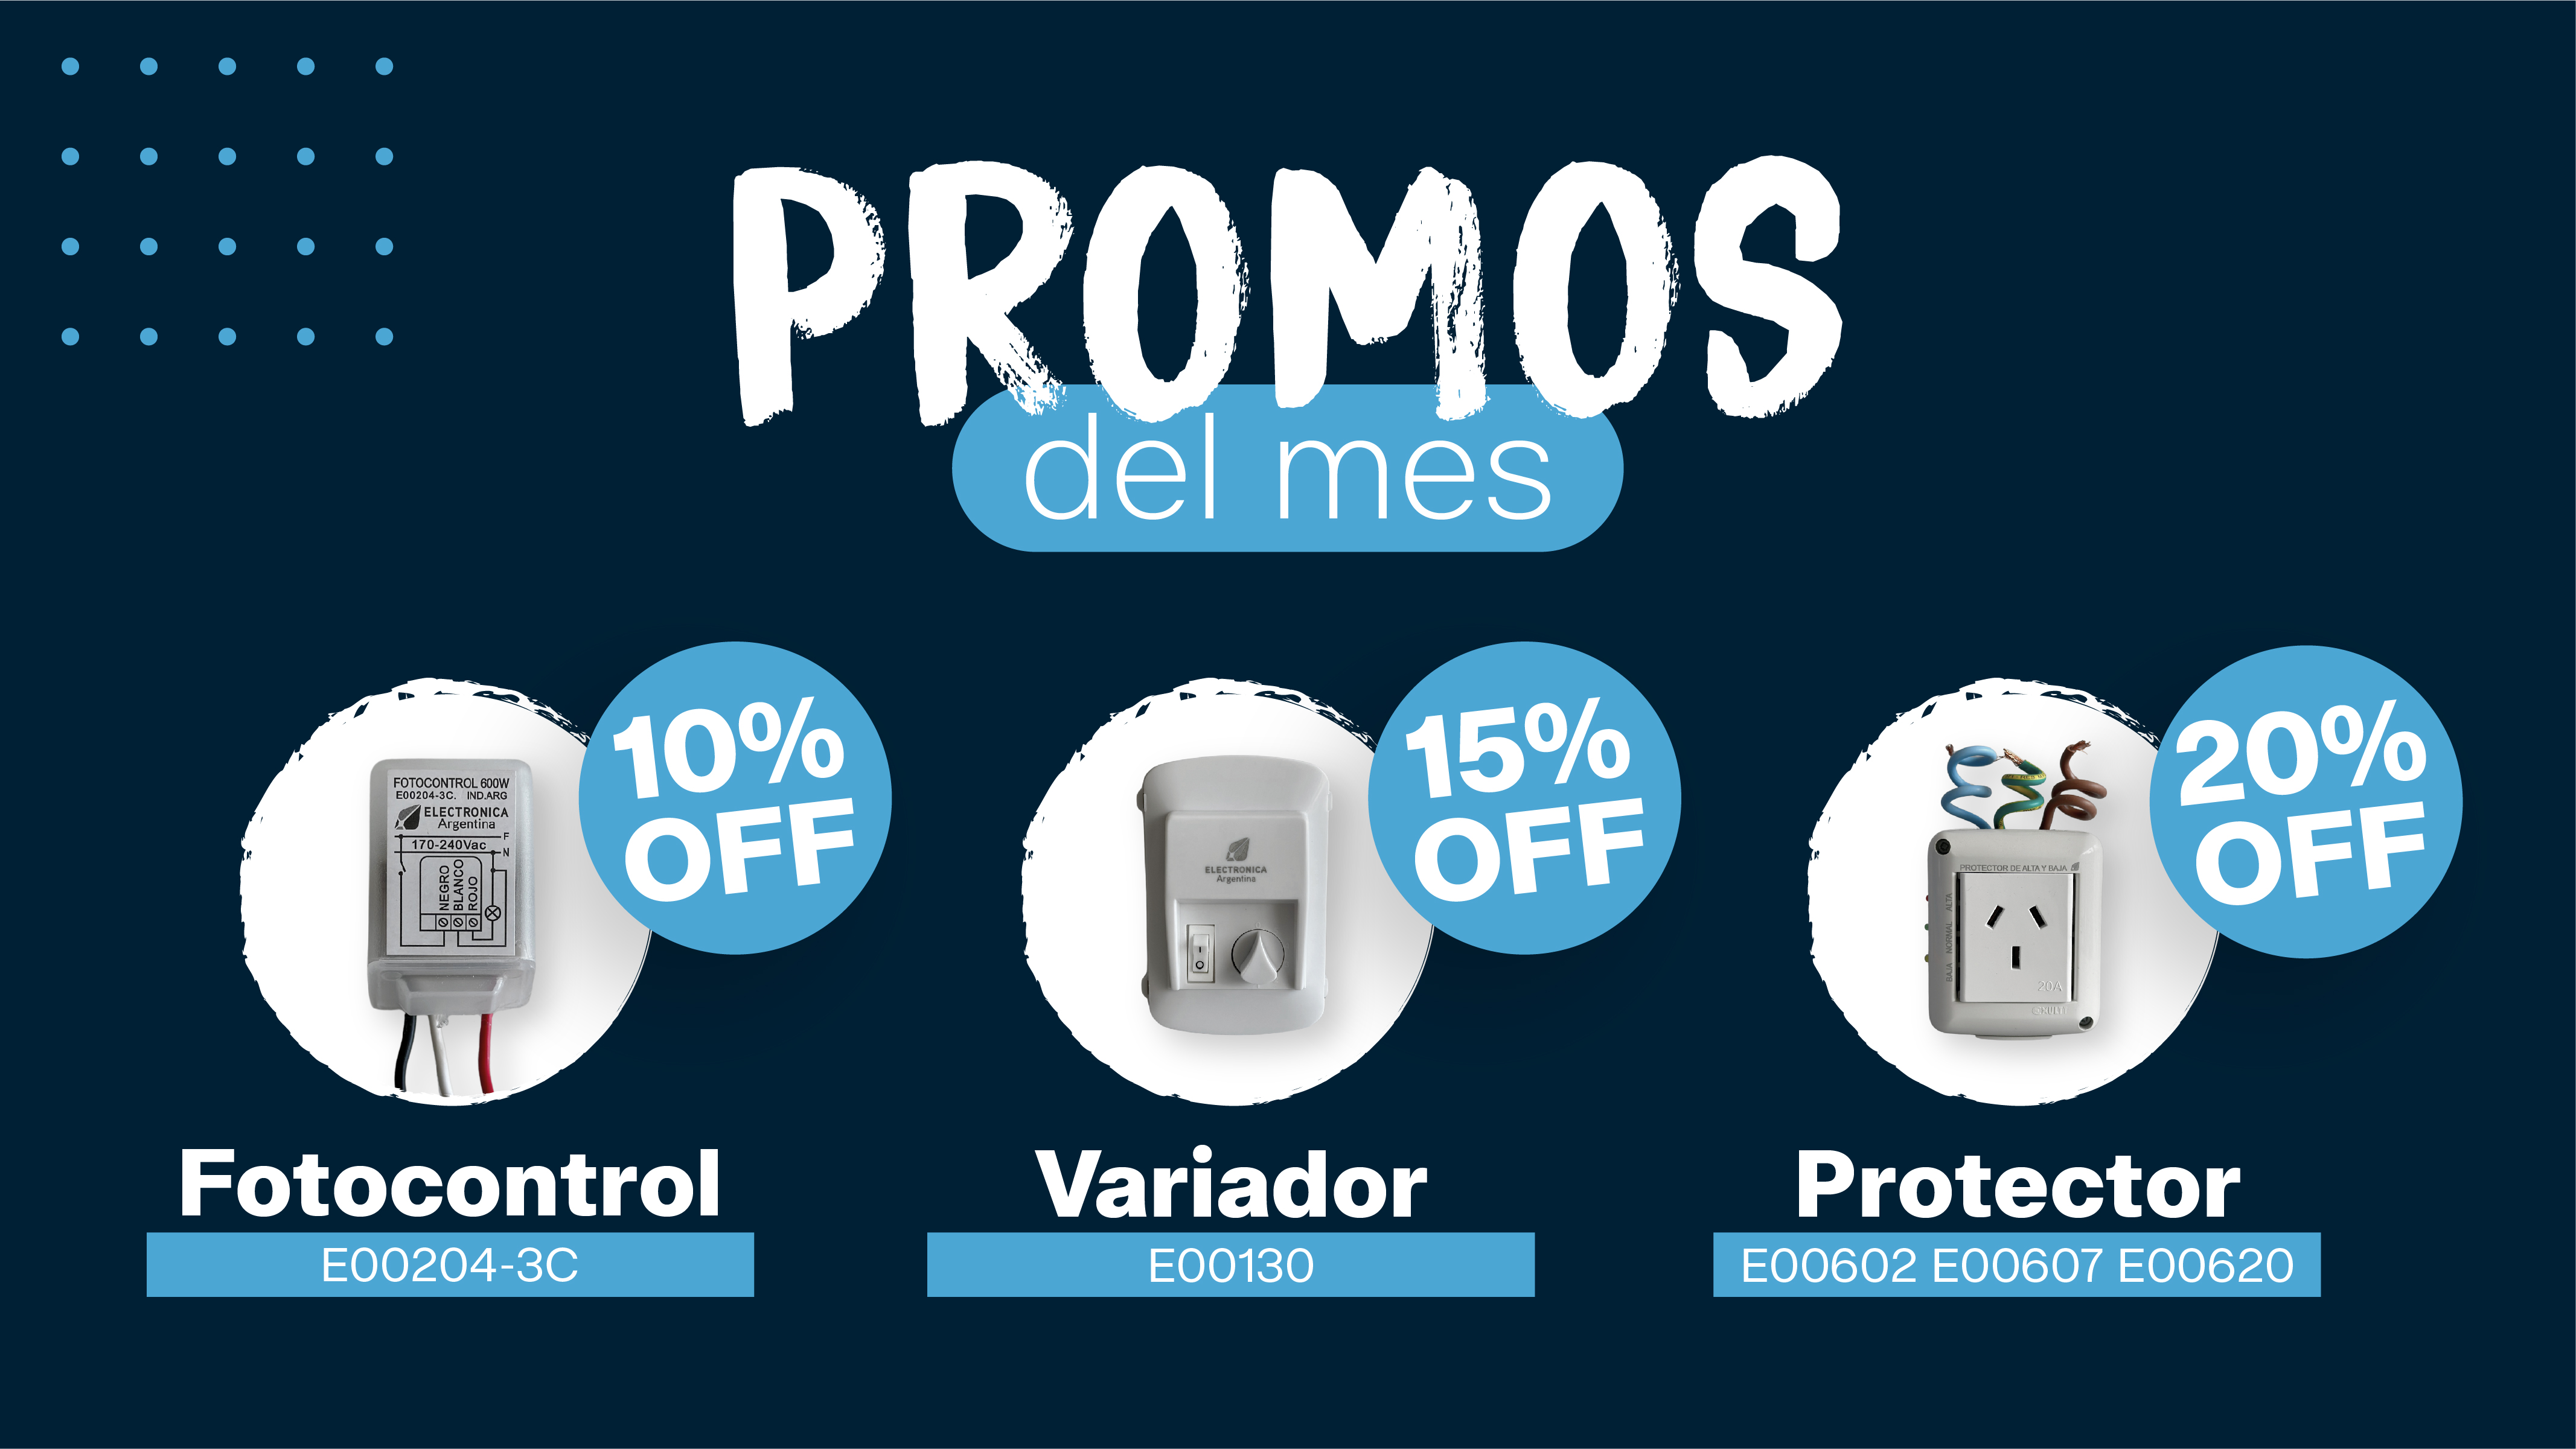 PROMOS
del mes
10%
OFF
15%
OFF
20%
OFF
FOTOCONTROL 600W
E00204-3C. IND.ARG
ELECTRONICA
Argentina
F
170-240Vac
N
NEGRO
BLANCO
ROJO
ELECTRONICA
Argentina
PROTECTOR DE ALTA Y BAJA
ALTA
NORMAL
BAJA
20A
Fotocontrol
Variador
Protector
E00204-3C
E00130
E00602 E00607 E00620